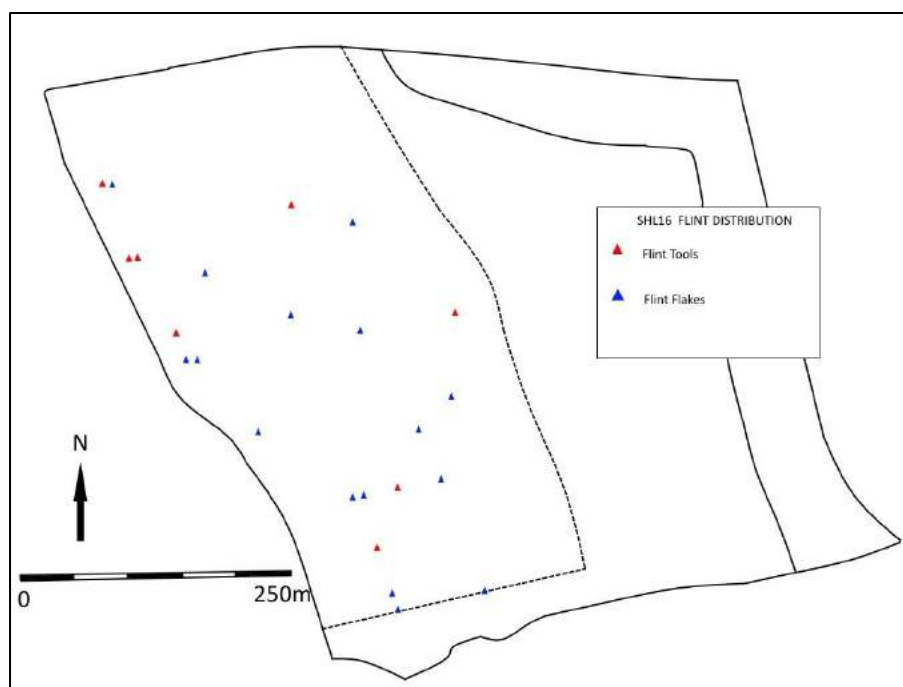 SHL16 FLINT DISTRIBUTION
Flint Tools
Flint Flakes
N
0
250m